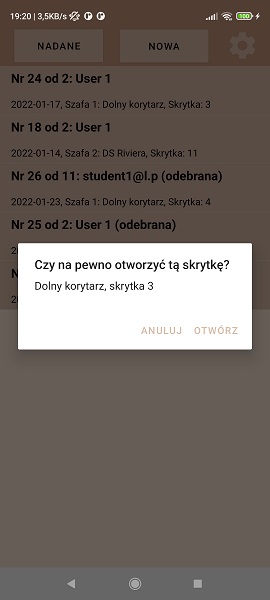 19:20 | 3,5KB/s
100
NADANE
NOWA
Nr 24 od 2: User 1
2022-01-17, Szafa 1: Dolny korytarz, Skrytka: 3
Nr 18 od 2: User 1
2022-01-14, Szafa 2: DS Riviera, Skrytka: 11
Nr 26 od 11: student1@l.p (odebrana)
2022-01-23, Szafa 1: Dolny korytarz, Skrytka: 4
Nr 25 od 2: User 1 (odebrana)
Czy na pewno otworzyć tą skrytkę?
Dolny korytarz, skrytka 3
ANULUJ
OTWÓRZ